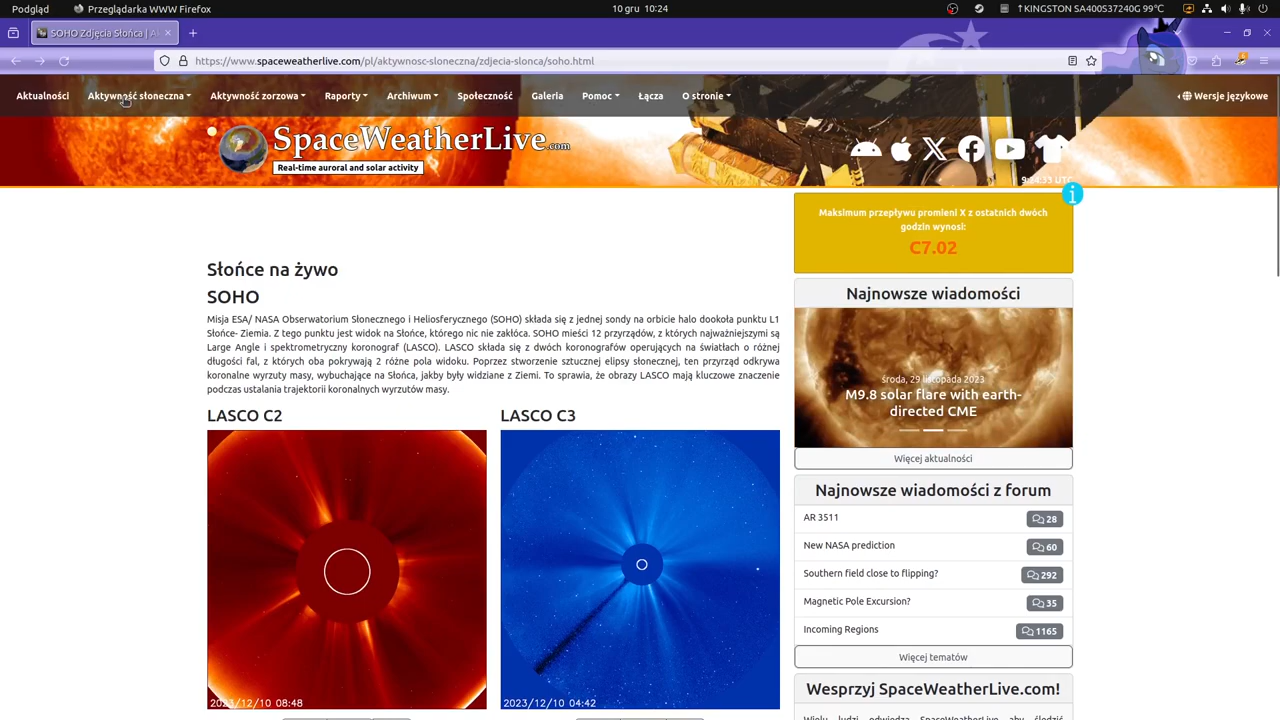 Podgląd
Przeglądarka WWW Firefox
10 gru 10:24
↑KINGSTON SA400S37240G 99°C
SOHO Zdjęcia Słońca | Ak
https://www.spaceweatherlive.com/pl/aktywnosc-sloneczna/zdjecia-slonca/soho.html
Aktualności
Aktywność słoneczna
Aktywność zorzowa
Raporty
Archiwum
Społeczność
Galeria
Pomoc
Łącza
O stronie
Wersje językowe
SpaceWeatherLive.com
Real-time auroral and solar activity
Maksimum przepływu promieni X z ostatnich dwóch
godzin wynosi:
C7.02
Słońce na żywo
SOHO
Misja ESA/ NASA Obserwatorium Słonecznego i Heliosferycznego (SOHO) składa się z jednej sondy na orbicie halo dookoła punktu L1
Słońce- Ziemia. Z tego punktu jest widok na Słońce, którego nic nie zakłóca. SOHO mieści 12 przyrządów, z których najważniejszymi są
Large Angle i spektrometryczny koronograf (LASCO). LASCO składa się z dwóch koronografów operujących na światłach o różnej
długości fal, z których oba pokrywają 2 różne pola widoku. Poprzez stworzenie sztucznej elipsy słonecznej, ten przyrząd odkrywa
koronalne wyrzuty masy, wybuchające na Słońca, jakby były widziane z Ziemi. To sprawia, że obrazy LASCO mają kluczowe znaczenie
podczas ustalania trajektorii koronalnych wyrzutów masy.
LASCO C2
LASCO C3
2023/12/10 08:48
2023/12/10 04:42
Najnowsze wiadomości
środa, 29 listopada 2023
M9.8 solar flare with earth-
directed CME
Więcej aktualności
Najnowsze wiadomości z forum
AR 3511
28
New NASA prediction
60
Southern field close to flipping?
292
Magnetic Pole Excursion?
35
Incoming Regions
1165
Więcej tematów
Wesprzyj SpaceWeatherLive.com!